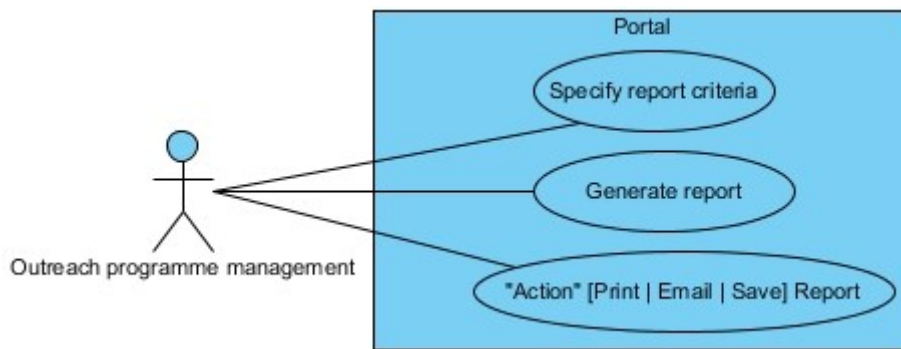 Portal
Specify report criteria
Generate report
Outreach programme management
"Action" [Print | Email | Save] Report